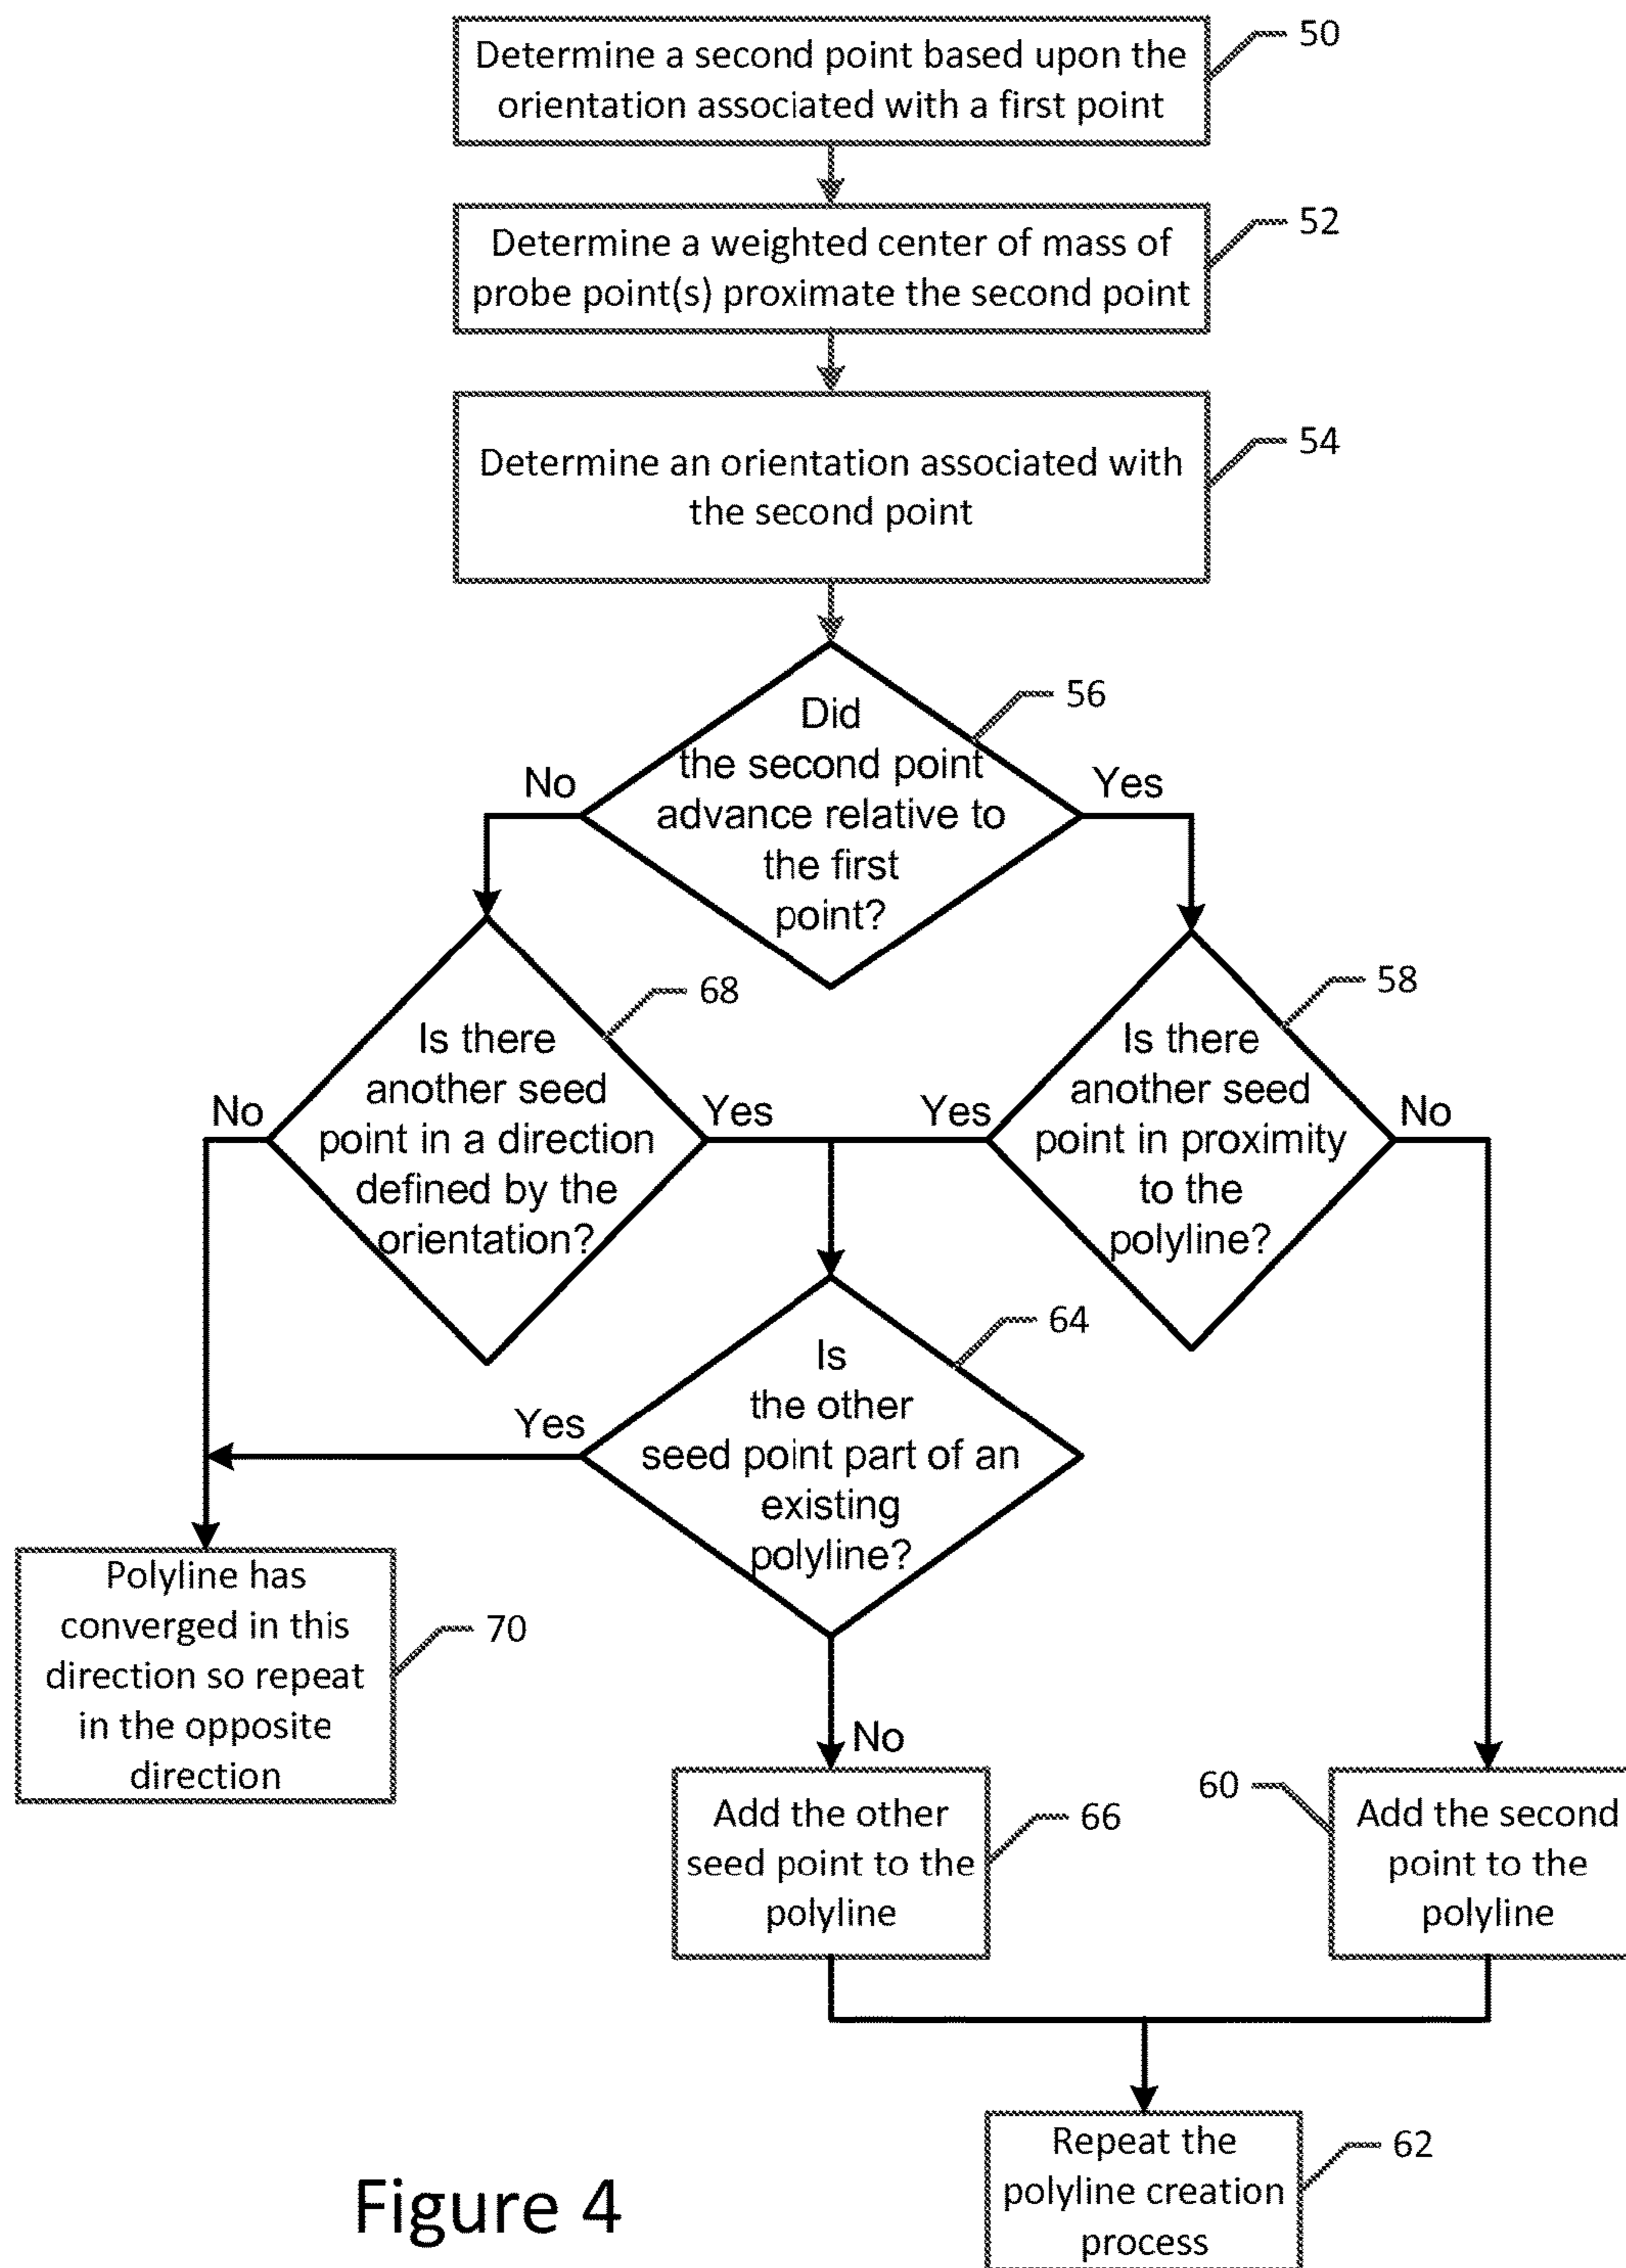 Determine a second point based upon the
orientation associated with a first point
50
Determine a weighted center of mass of
probe point(s) proximate the second point
52
Determine an orientation associated with
the second point
54
Did
the second point
advance relative to
the first
point?
56
No
Yes
Is there
another seed
point in a direction
defined by the
orientation?
68
No
Yes
Is there
another seed
point in proximity
to the
polyline?
58
Yes
No
Is
the other
seed point part of an
existing
polyline?
64
Yes
No
Polyline has
converged in this
direction so repeat
in the opposite
direction
70
Add the other
seed point to the
polyline
66
60
Add the second
point to the
polyline
Repeat the
polyline creation
process
62
Figure 4